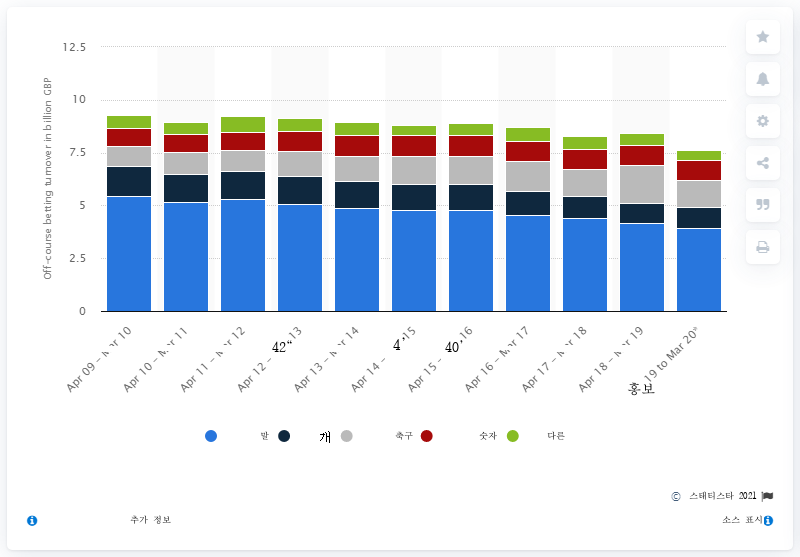 12.5
10
7.5
5
2.5
0
Off-course betting turnover in billion GBP
Apr 09 – Mar 10
Apr 10 – Mar 11
Apr 11 – Mar 12
Apr 12 – 13
Apr 13 – Mar 14
Apr 14 – 15
Apr 15 – 16
Apr 16 – Mar 17
Apr 17 – Mar 18
Apr 18 – Mar 19
19 to Mar 20*
42“ 4’ 40’
홍보
말 개 축구 숫자 다른
© 스태티스타 2021
추가 정보 소스 표시